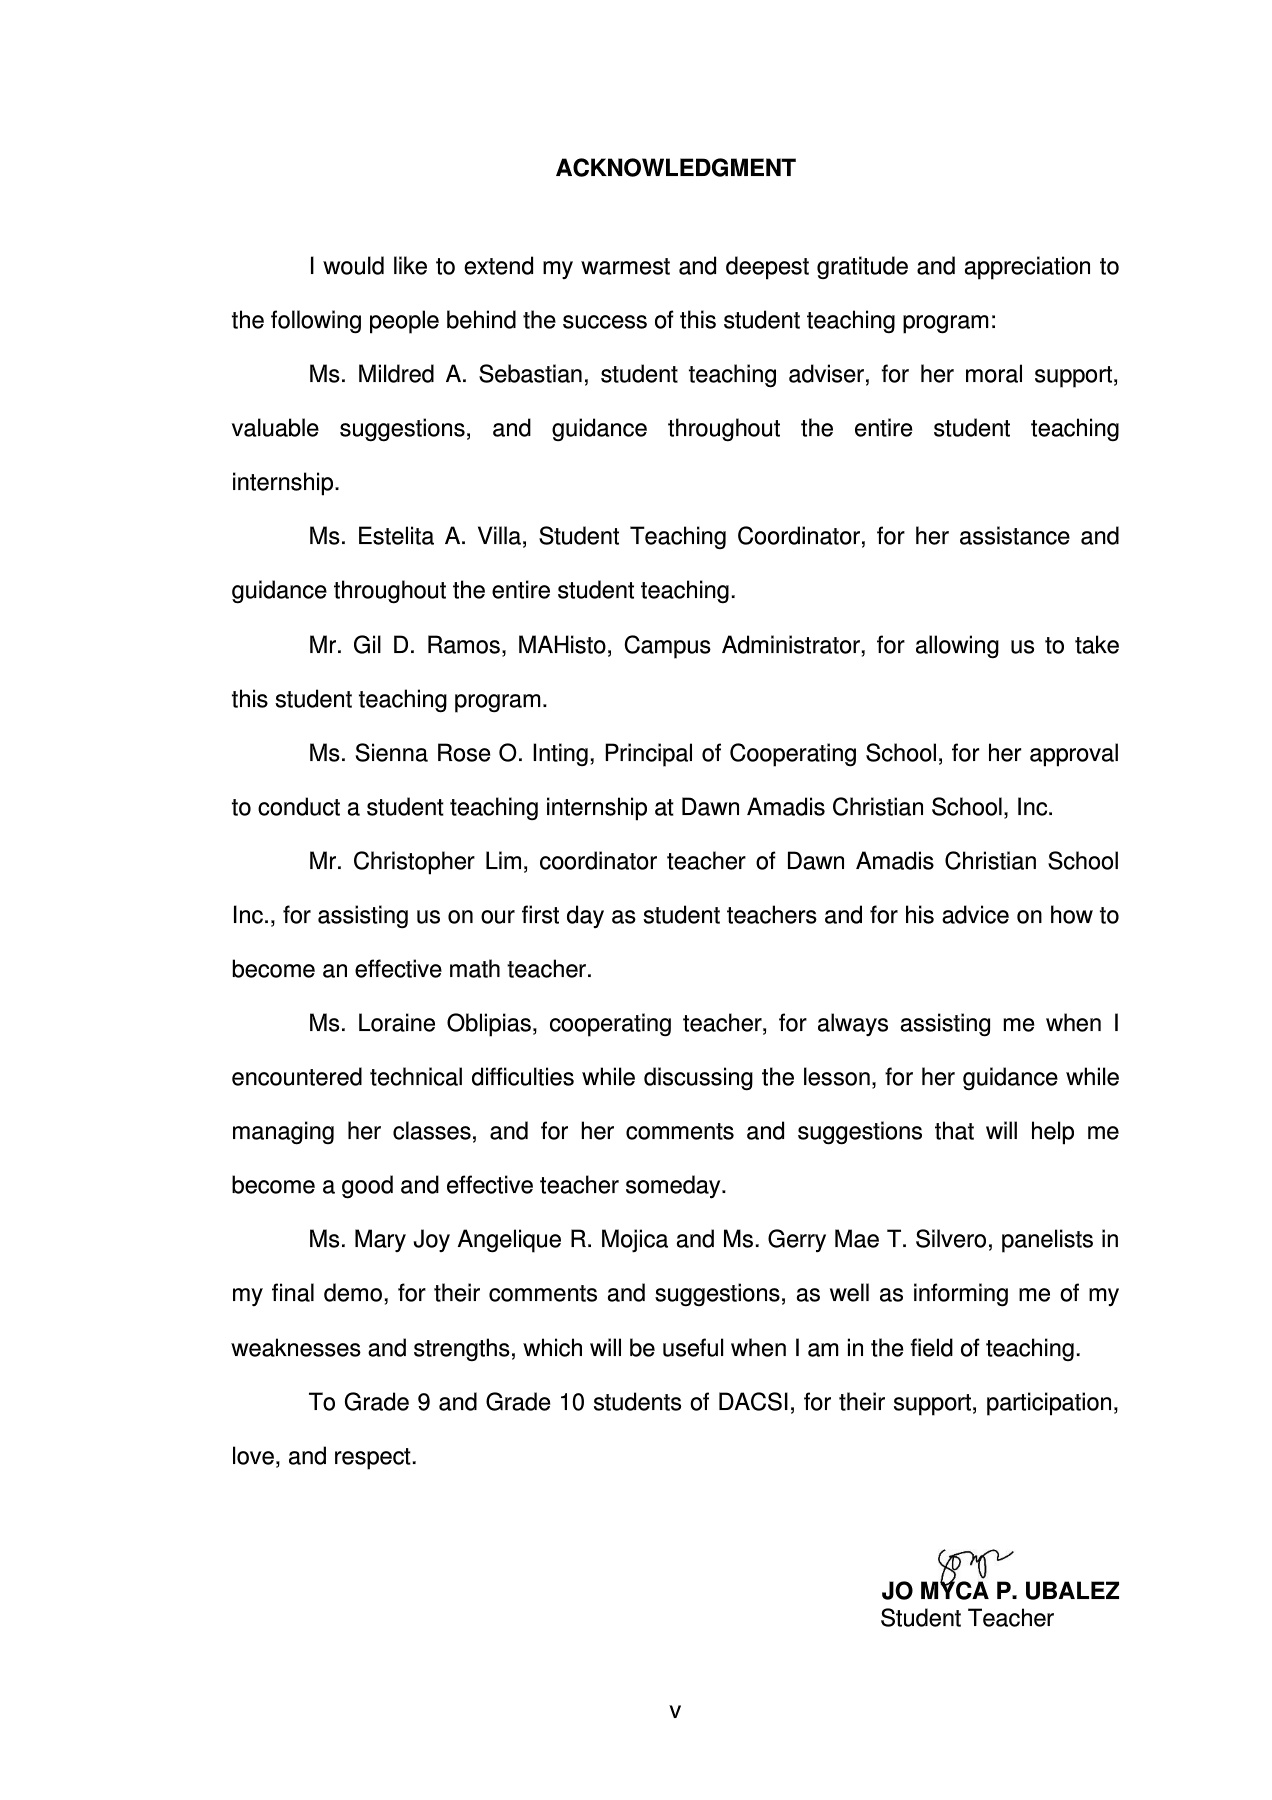 ACKNOWLEDGMENT
I would like to extend my warmest and deepest gratitude and appreciation to
the following people behind the success of this student teaching program:
Ms. Mildred A. Sebastian, student teaching adviser, for her moral support,
valuable suggestions, and guidance throughout the entire student teaching
internship.
Ms. Estelita A. Villa, Student Teaching Coordinator, for her assistance and
guidance throughout the entire student teaching.
Mr. Gil D. Ramos, MAHisto, Campus Administrator, for allowing us to take
this student teaching program.
Ms. Sienna Rose O. Inting, Principal of Cooperating School, for her approval
to conduct a student teaching internship at Dawn Amadis Christian School, Inc.
Mr. Christopher Lim, coordinator teacher of Dawn Amadis Christian School
Inc., for assisting us on our first day as student teachers and for his advice on how to
become an effective math teacher.
Ms. Loraine Oblipias, cooperating teacher, for always assisting me when I
encountered technical difficulties while discussing the lesson, for her guidance while
managing her classes, and for her comments and suggestions that will help me
become a good and effective teacher someday.
Ms. Mary Joy Angelique R. Mojica and Ms. Gerry Mae T. Silvero, panelists in
my final demo, for their comments and suggestions, as well as informing me of my
weaknesses and strengths, which will be useful when I am in the field of teaching.
To Grade 9 and Grade 10 students of DACSI, for their support, participation,
love, and respect.
JO MYCA P. UBALEZ
Student Teacher
v